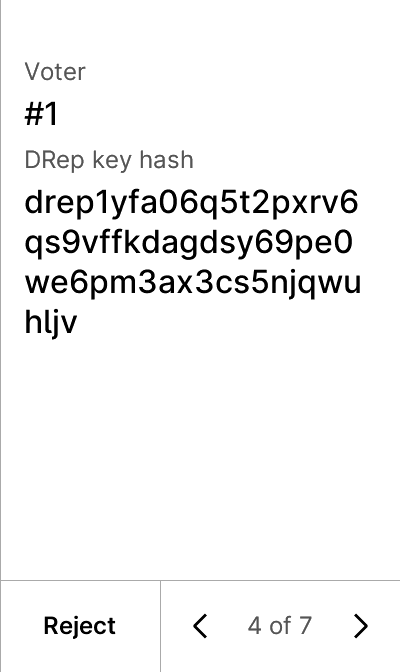 Voter
#1
DRep key hash
drep1yfa06q5t2pxrv6
qs9vffkdagdsy69pe0
we6pm3ax3cs5njqwu
hljv
Reject
4 of 7